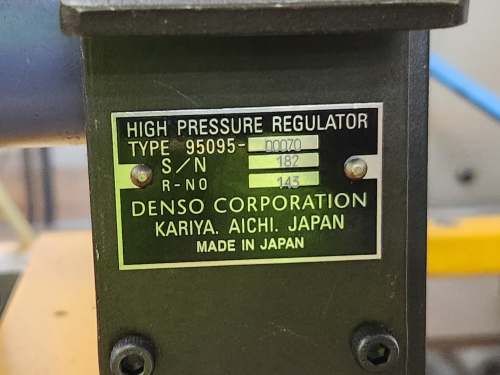 HIGH PRESSURE REGULATOR
TYPE 95095-00070
S/N 182
R-NO 143
DENSO CORPORATION
KARIYA. AICHI. JAPAN
MADE IN JAPAN